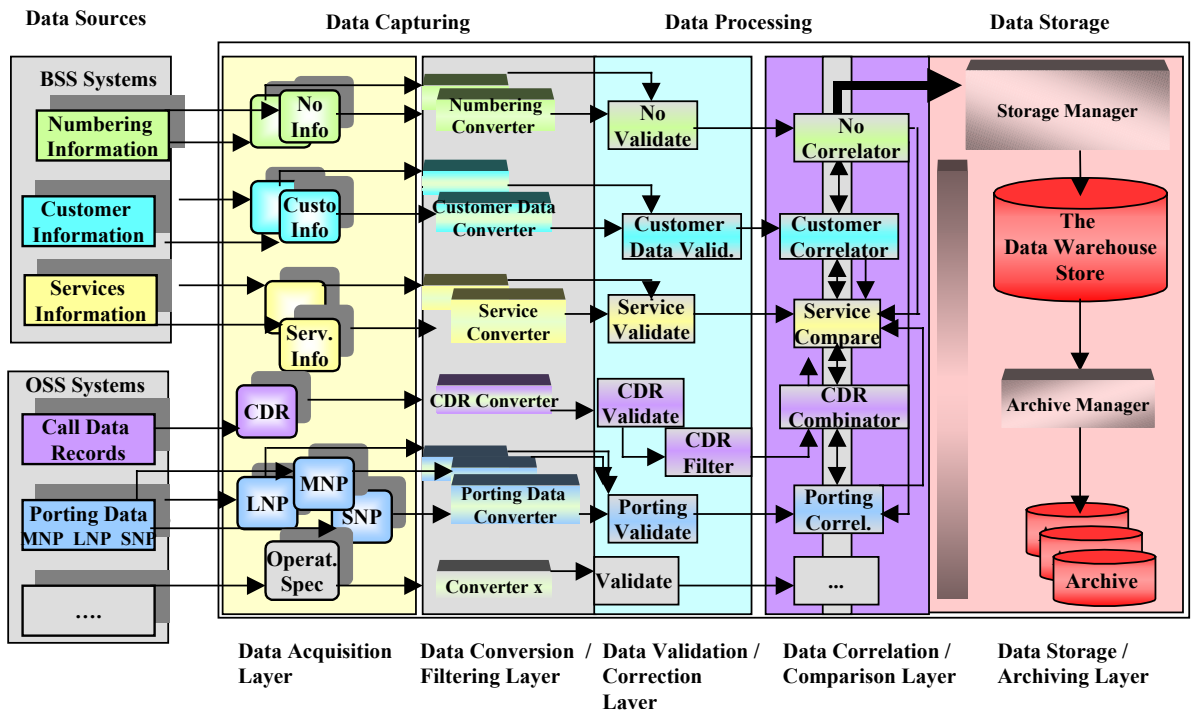 Data Sources
Data Capturing
Data Processing
Data Storage
BSS Systems
Numbering
Information
Customer
Information
Services
Information
OSS Systems
Call Data
Records
Porting Data
MNP LNP SNP
....
No
Info
Custo
Info
Serv.
Info
CDR
LNP
MNP
SNP
Operat.
Spec
Numbering
Converter
Customer Data
Converter
Service
Converter
CDR Converter
Porting Data
Converter
Converter x
No
Validate
Customer
Data Valid.
Service
Validate
CDR
Validate
CDR
Filter
Porting
Validate
Validate
No
Correlator
Customer
Correlator
Service
Compare
CDR
Combinator
Porting
Correl.
...
Storage Manager
The
Data Warehouse
Store
Archive Manager
Archive
Data Acquisition
Layer
Data Conversion /
Filtering Layer
Data Validation /
Correction
Layer
Data Correlation /
Comparison Layer
Data Storage /
Archiving Layer